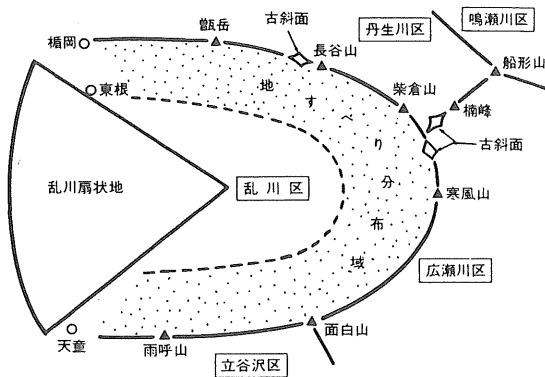 古斜面
丹生川区
鳴瀬川区
甑岳
楯岡
長谷山
船形山
東根
柴倉山
楠峰
古斜面
地すべり分布域
乱川扇状地
乱川区
寒風山
広瀬川区
天童
雨呼山
面白山
立谷沢区